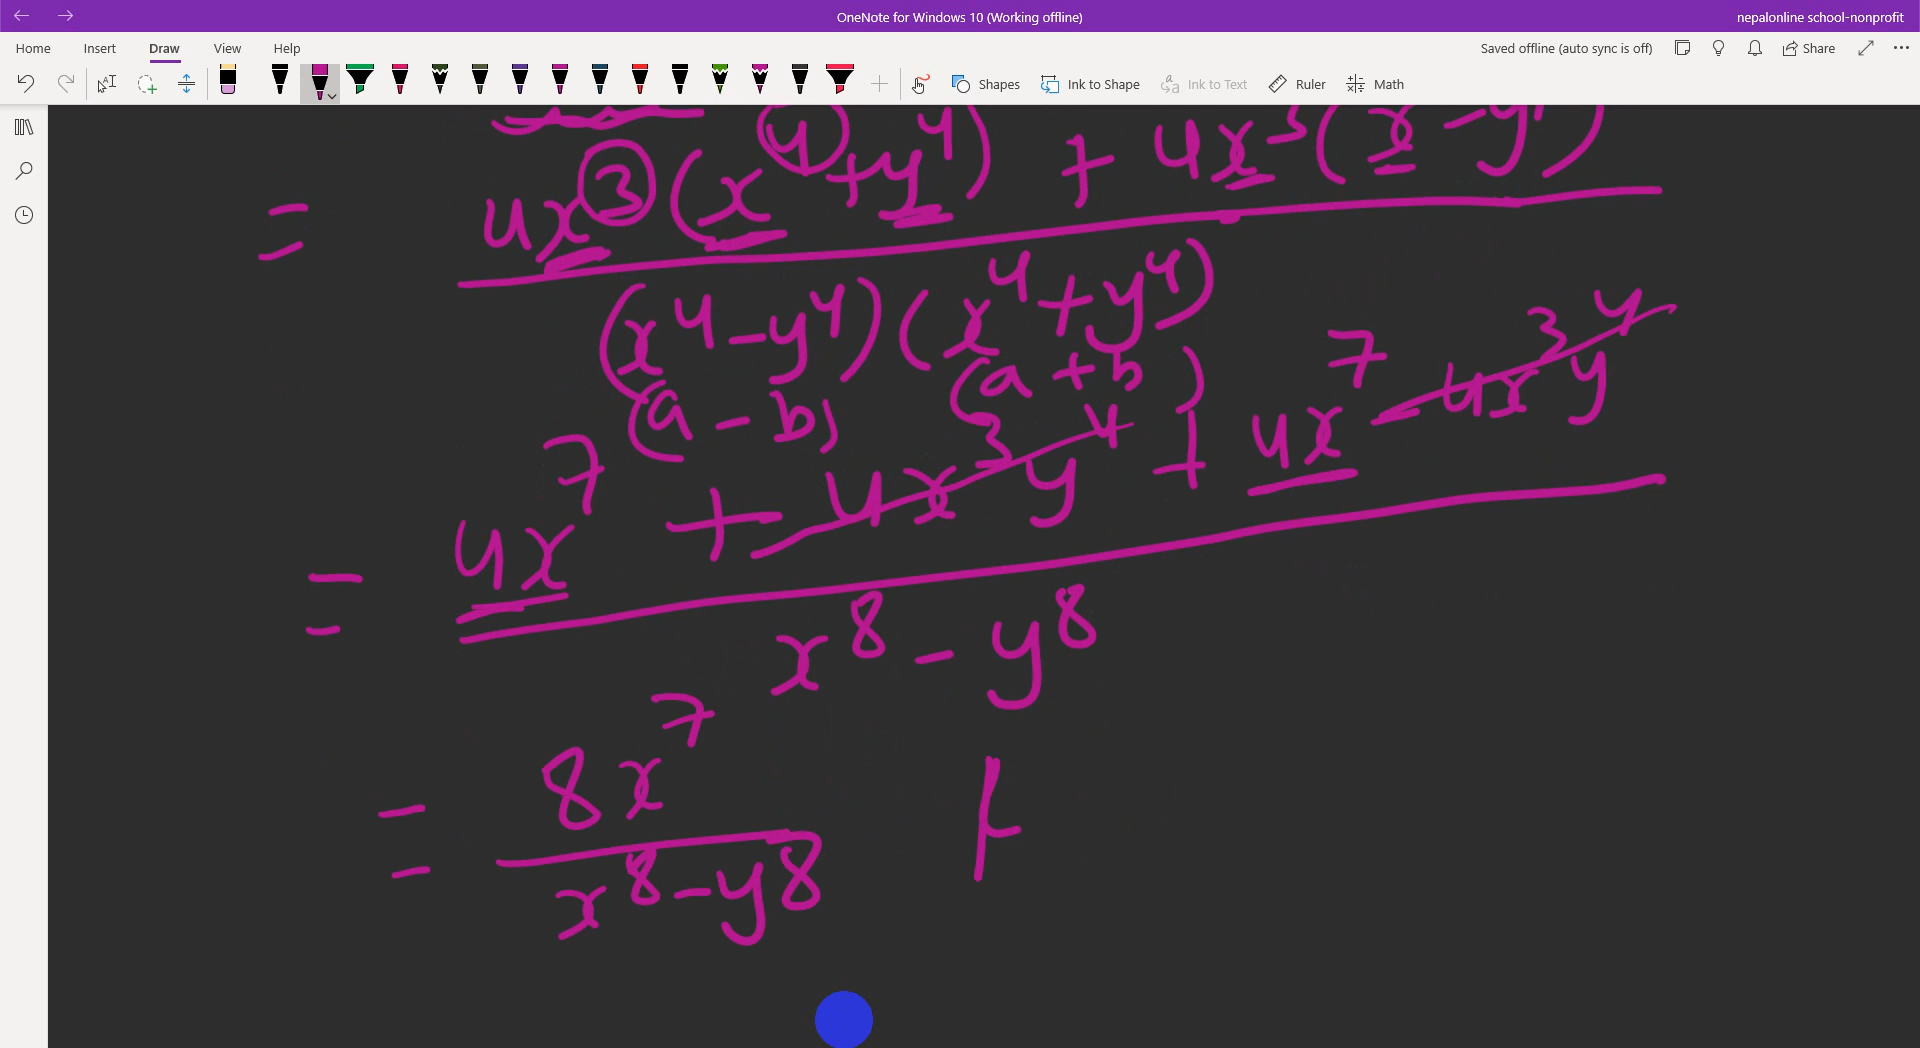 OneNote for Windows 10 (Working offline)
nepalonline school-nonprofit
Home Insert Draw View Help
Saved offline (auto sync is off) Share
Shapes Ink to Shape Ink to Text Ruler Math
= 4x³(x⁴+y⁴) + 4x³(x⁴-y⁴)
(x⁴-y⁴)(x⁴+y⁴)
(a-b) (a+b)
= 4x⁷ + 4x³y⁴ + 4x⁷ - 4x³y⁴
x⁸ - y⁸
= 8x⁷
x⁸-y⁸